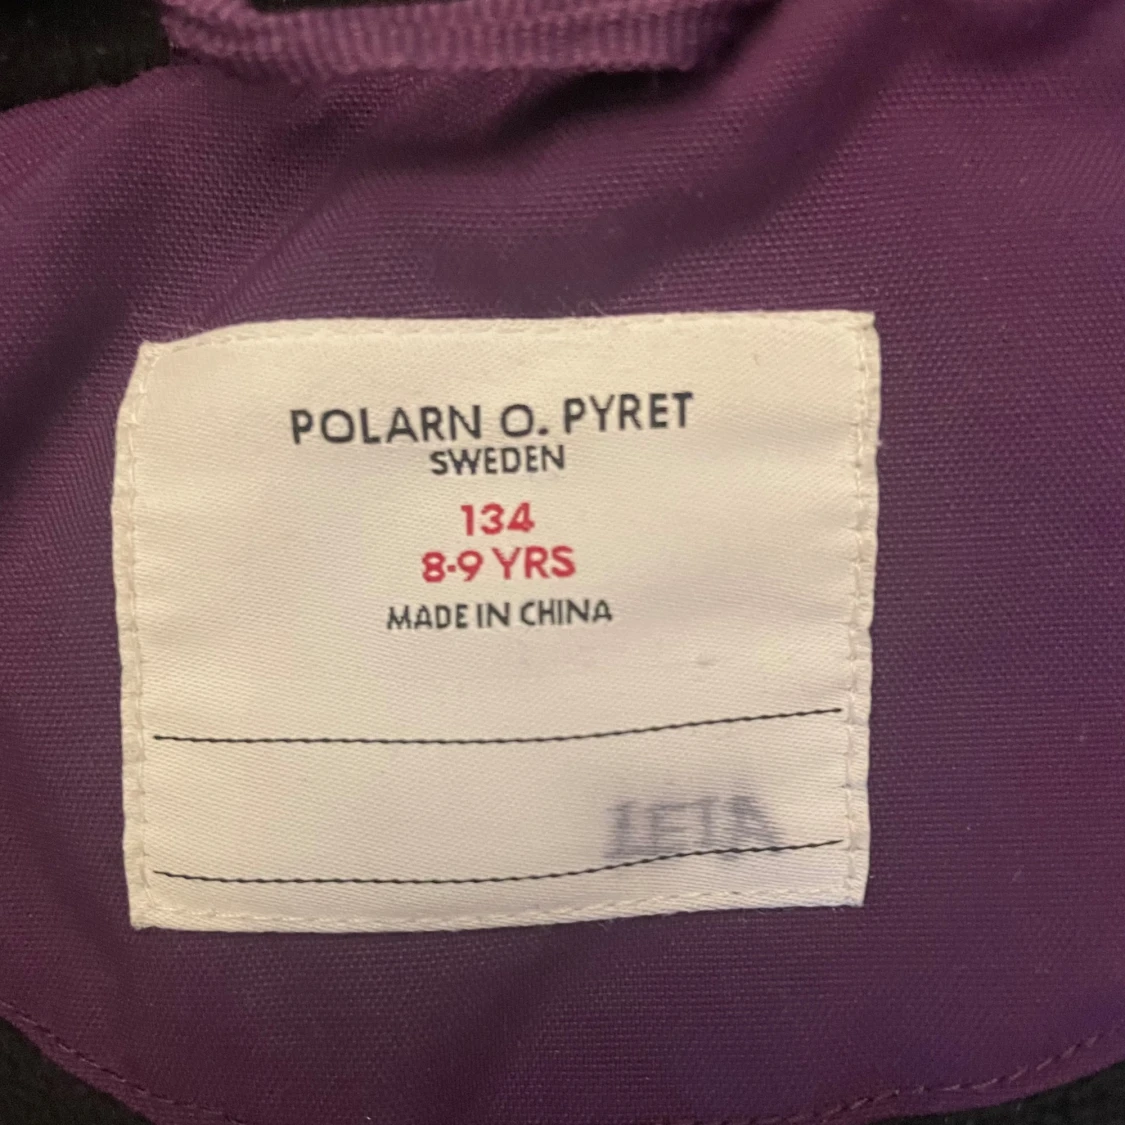 POLARN O. PYRET
SWEDEN
134
8-9 YRS
MADE IN CHINA